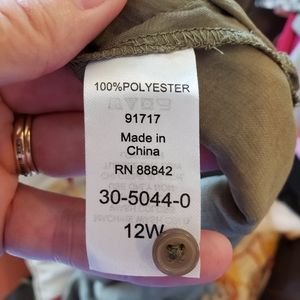 100%POLYESTER
91717
Made in
China
RN 88842
30-5044-0
12W